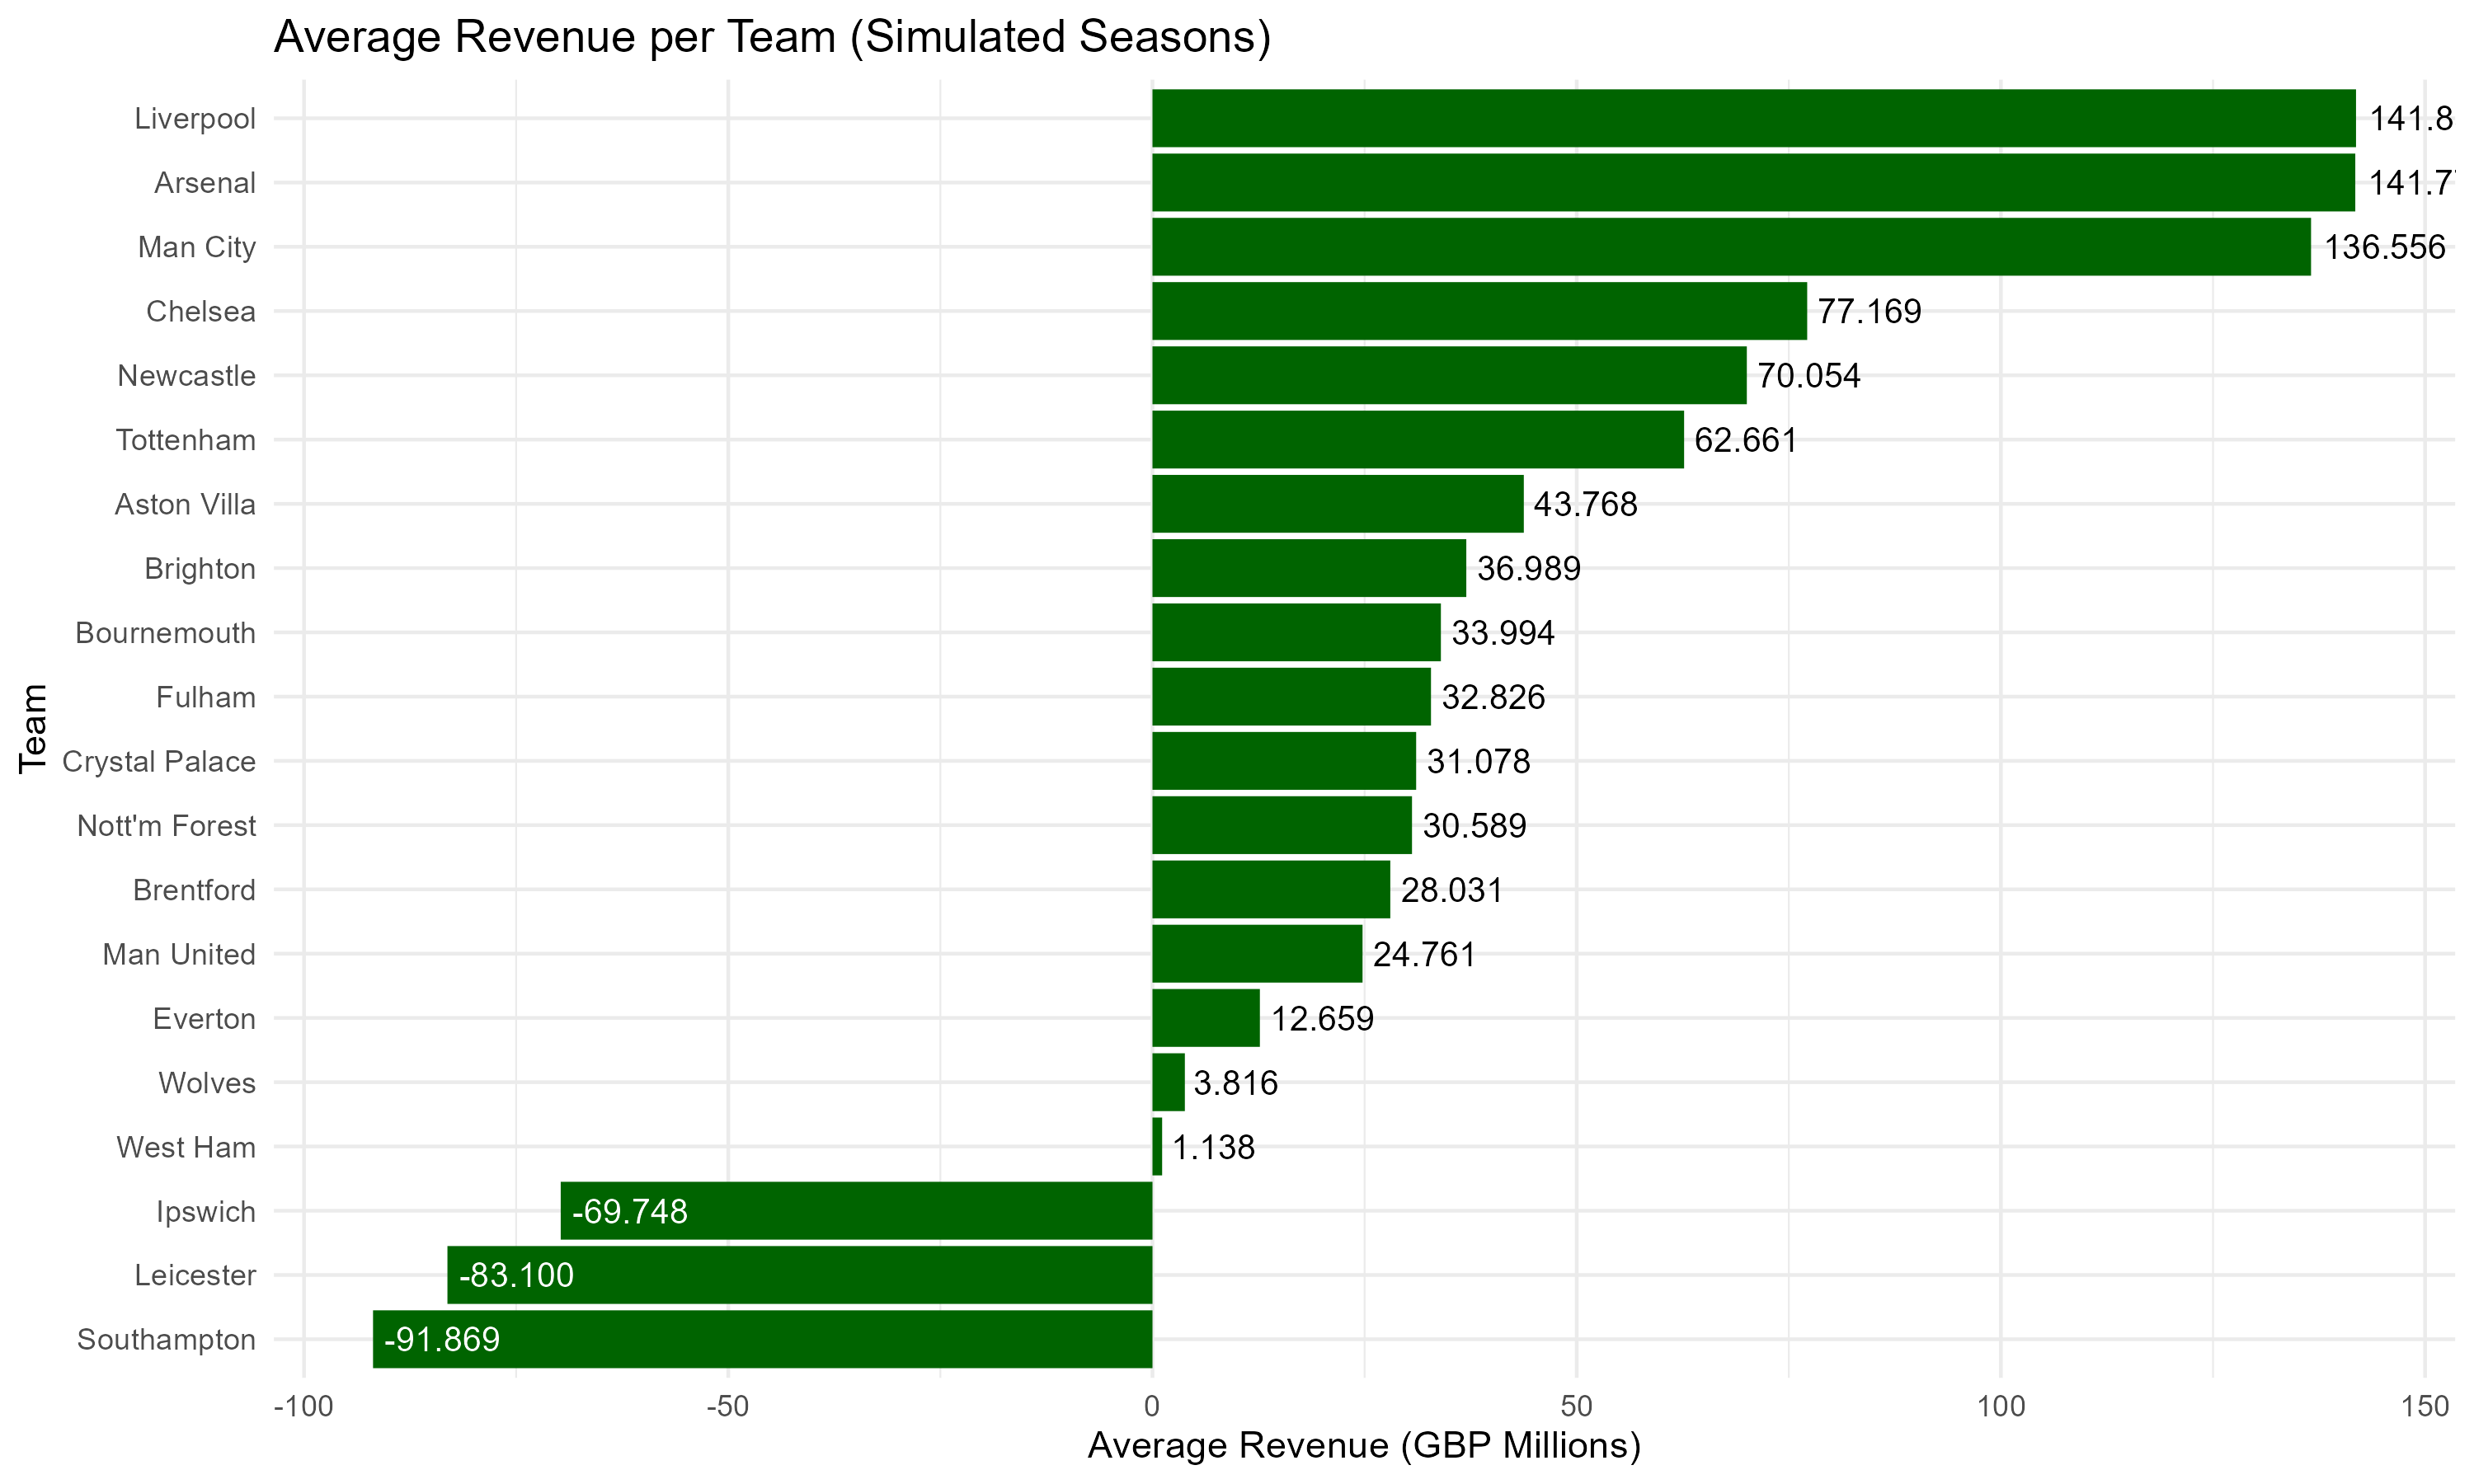 Average Revenue per Team (Simulated Seasons)
Liverpool 141.8
Arsenal 141.7
Man City 136.556
Chelsea 77.169
Newcastle 70.054
Tottenham 62.661
Aston Villa 43.768
Brighton 36.989
Bournemouth 33.994
Fulham 32.826
Crystal Palace 31.078
Nott'm Forest 30.589
Brentford 28.031
Man United 24.761
Everton 12.659
Wolves 3.816
West Ham 1.138
Ipswich -69.748
Leicester -83.100
Southampton -91.869
Team
-100 -50 0 50 100 150
Average Revenue (GBP Millions)